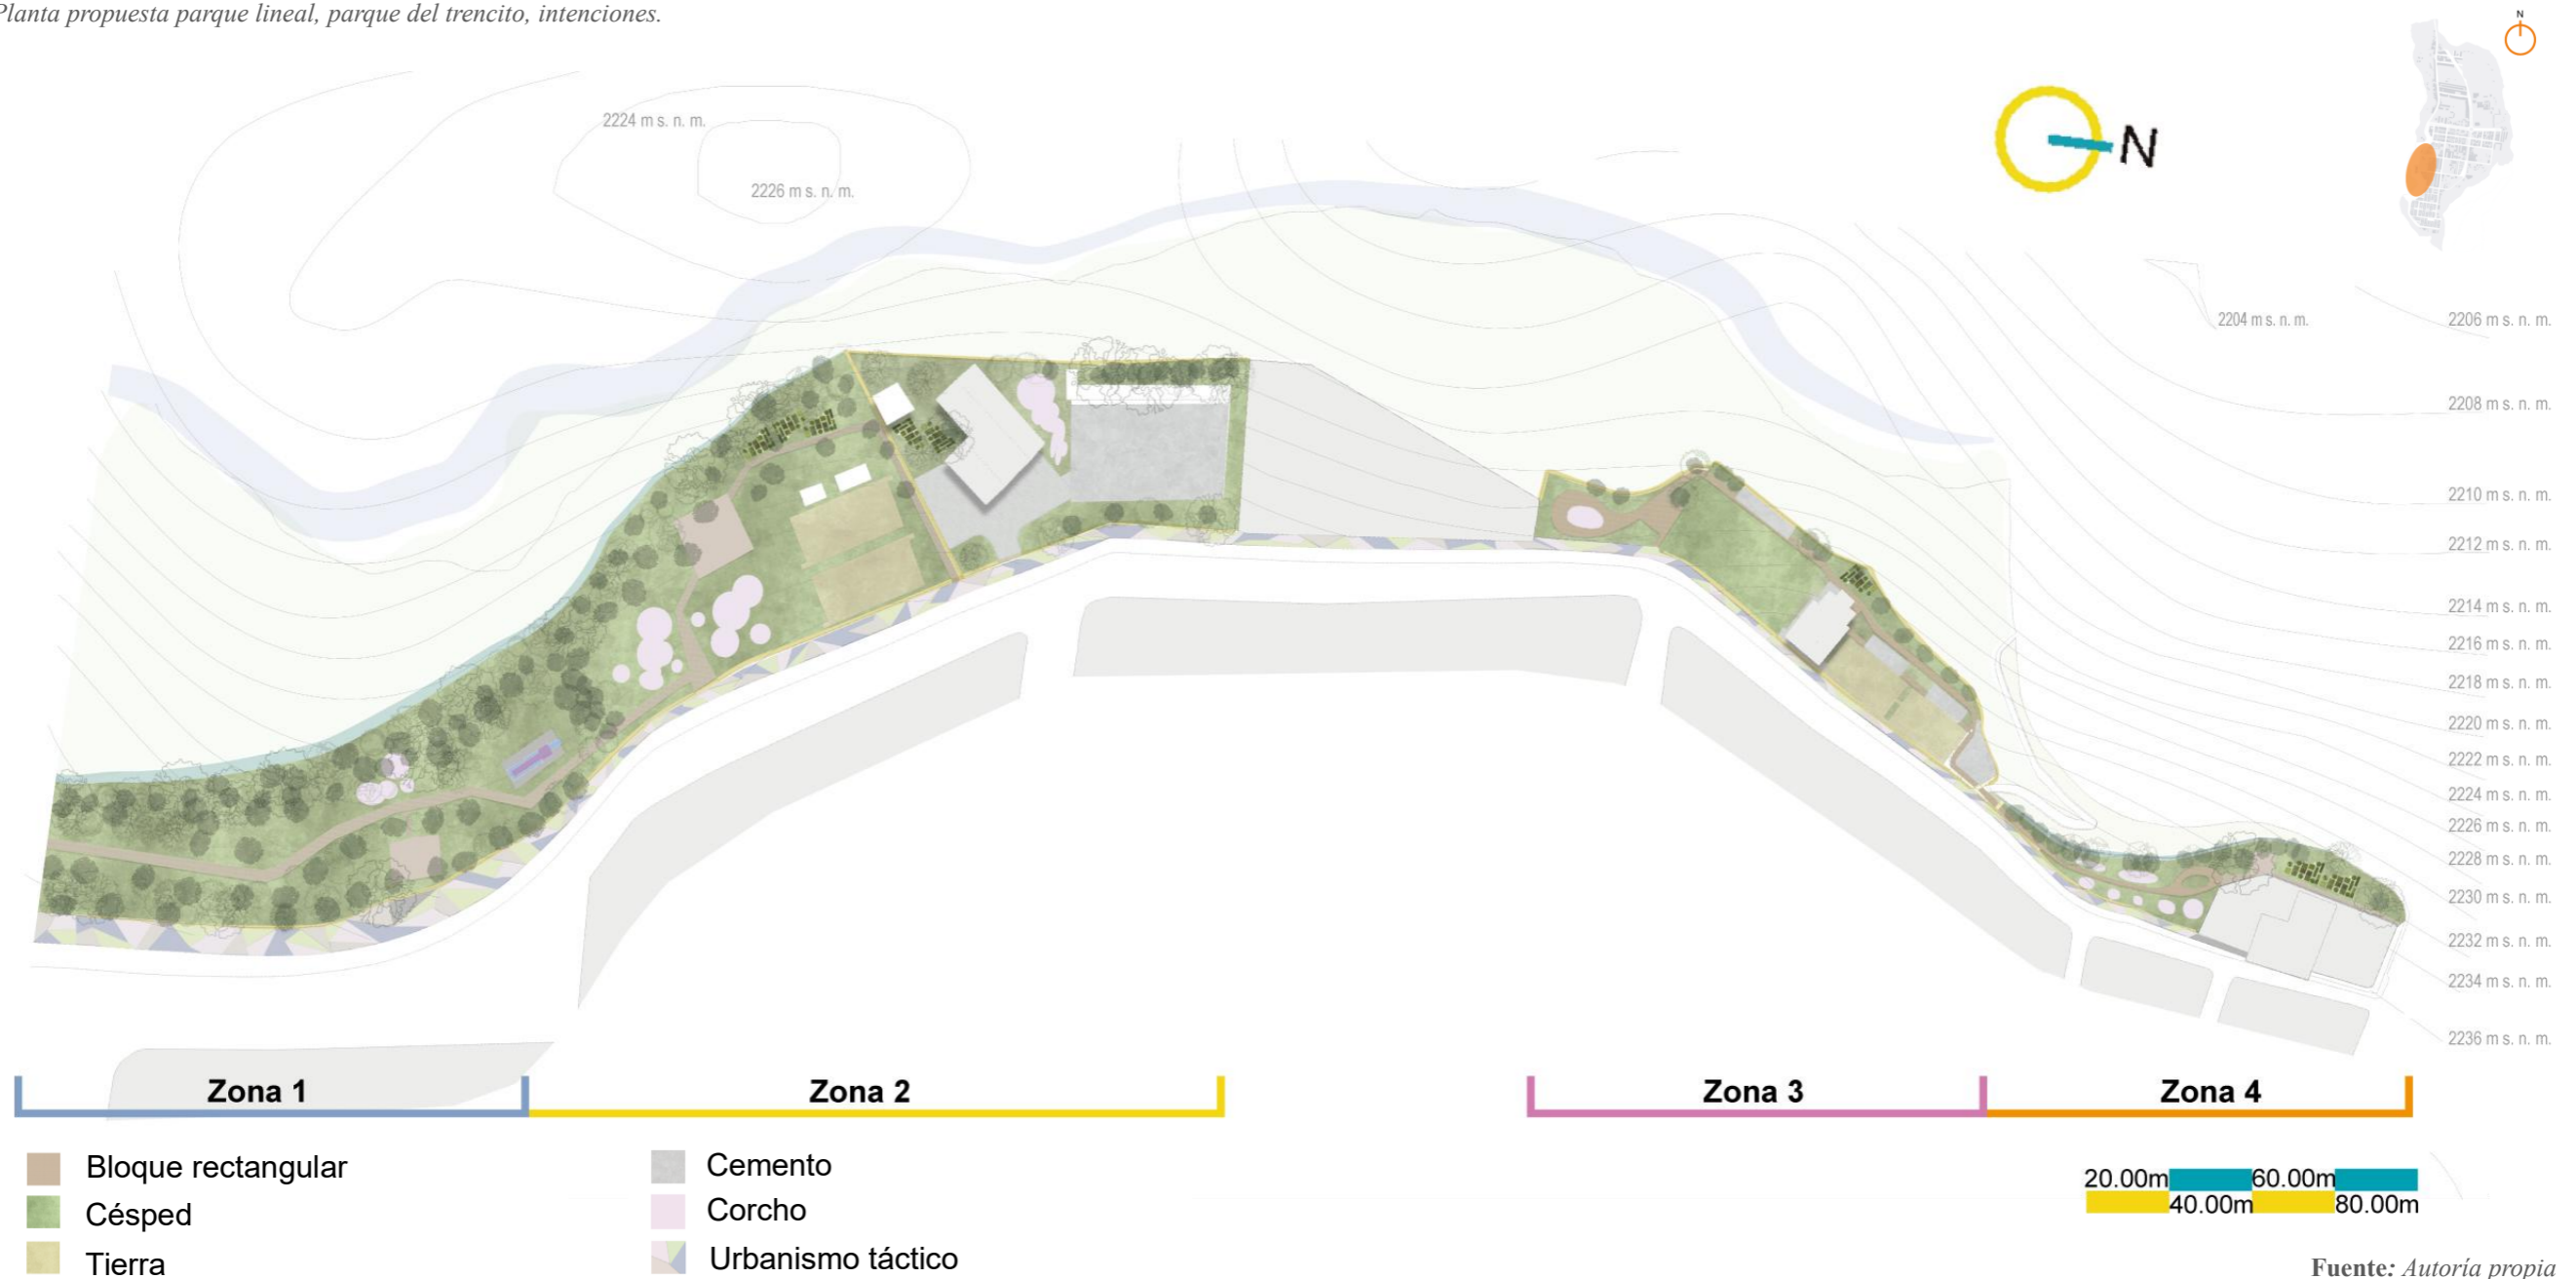 Planta propuesta parque lineal, parque del trencito, intenciones.
N
N
2224 m s. n. m.
2226 m s. n. m.
2204 m s. n. m.
2206 m s. n. m.
2208 m s. n. m.
2210 m s. n. m.
2212 m s. n. m.
2214 m s. n. m.
2216 m s. n. m.
2218 m s. n. m.
2220 m s. n. m.
2222 m s. n. m.
2224 m s. n. m.
2226 m s. n. m.
2228 m s. n. m.
2230 m s. n. m.
2232 m s. n. m.
2234 m s. n. m.
2236 m s. n. m.
Zona 1
Zona 2
Zona 3
Zona 4
Bloque rectangular
Césped
Tierra
Cemento
Corcho
Urbanismo táctico
20.00m 60.00m
40.00m 80.00m
Fuente: Autoría propia